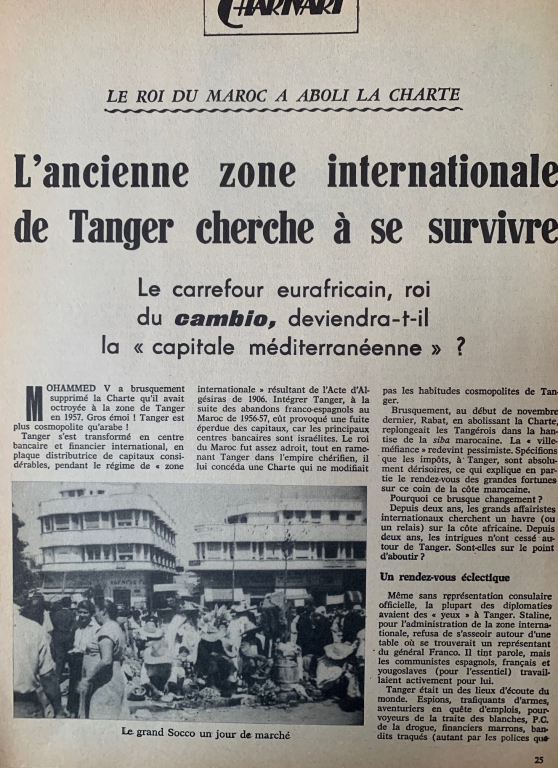 CHARIVARI
LE ROI DU MAROC A ABOLI LA CHARTE
L'ancienne zone internationale
de Tanger cherche à se survivre
Le carrefour eurafricain, roi
du cambio, deviendra-t-il
la « capitale méditerranéenne » ?
MOHAMMED V a brusquement
supprimé la Charte qu'il avait
octroyée à la zone de Tanger
en 1957. Gros émoi ! Tanger est
plus cosmopolite qu'arabe !
Tanger s'est transformé en centre
bancaire et financier international, en
plaque distributrice de capitaux consi-
dérables, pendant le régime de « zone
internationale » résultant de l'Acte d'Al-
gésiras de 1906. Intégrer Tanger, à la
suite des abandons franco-espagnols au
Maroc de 1956-57, eût provoqué une fuite
éperdue des capitaux, car les principaux
centres bancaires sont israélites. Le roi
du Maroc fut assez adroit, tout en rame-
nant Tanger dans l'empire chérifien, il
lui concéda une Charte qui ne modifiait
pas les habitudes cosmopolites de Tan-
ger.
Brusquement, au début de novembre
dernier, Rabat, en abolissant la Charte,
replongeait les Tangérois dans la han-
tise de la siba marocaine. La « ville-
méfiance » redevint pessimiste. Spécifions
que les impôts, à Tanger, sont absolu-
ment dérisoires, ce qui explique en par-
tie le rendez-vous des grandes fortunes
sur ce coin de la côte marocaine.
Pourquoi ce brusque changement ?
Depuis deux ans, les grands affairistes
internationaux cherchent un havre (ou
un relais) sur la côte africaine. Depuis
deux ans, les intrigues n'ont cessé au-
tour de Tanger. Sont-elles sur le point
d'aboutir ?
Un rendez-vous éclectique
Même sans représentation consulaire
officielle, la plupart des diplomaties
avaient des « yeux » à Tanger. Staline,
pour l'administration de la zone interna-
tionale, refusa de s'asseoir autour d'une
table où se trouverait un représentant
du général Franco. Il tint parole, mais
les communistes espagnols, français et
yougoslaves (pour l'essentiel) travail-
laient activement pour lui.
Tanger était un des lieux d'écoute du
monde. Espions, trafiquants d'armes,
aventuriers en quête d'emplois, pour-
voyeurs de la traite des blanches, P.C.
de la drogue, financiers marrons, ban-
dits traqués (autant par les polices que
Le grand Socco un jour de marché
25